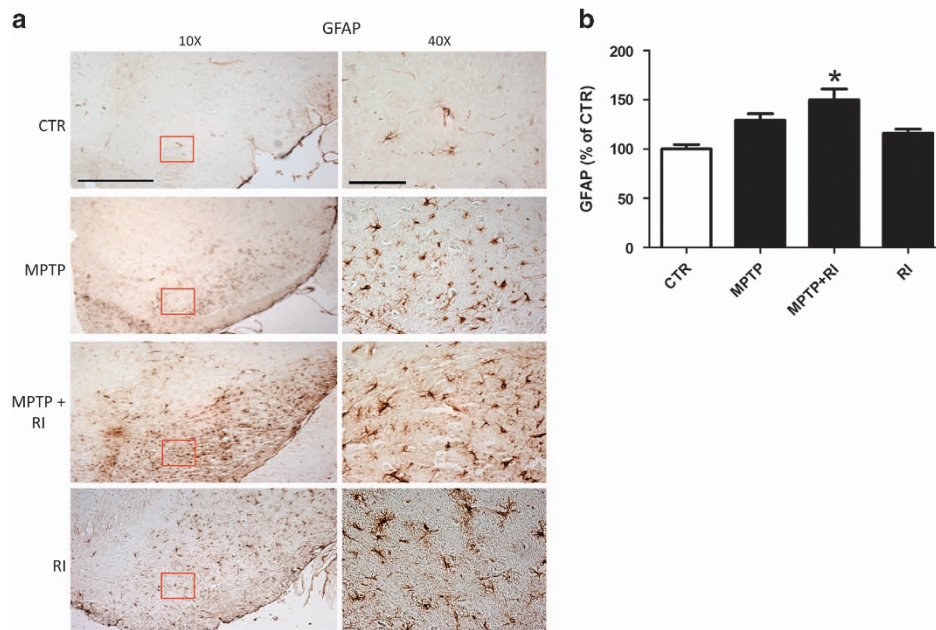 a
GFAP
10X 40X
CTR
MPTP
MPTP +
RI
RI
b
GFAP (% of CTR)
200
150
100
50
0
*
CTR
MPTP
MPTP+RI
RI